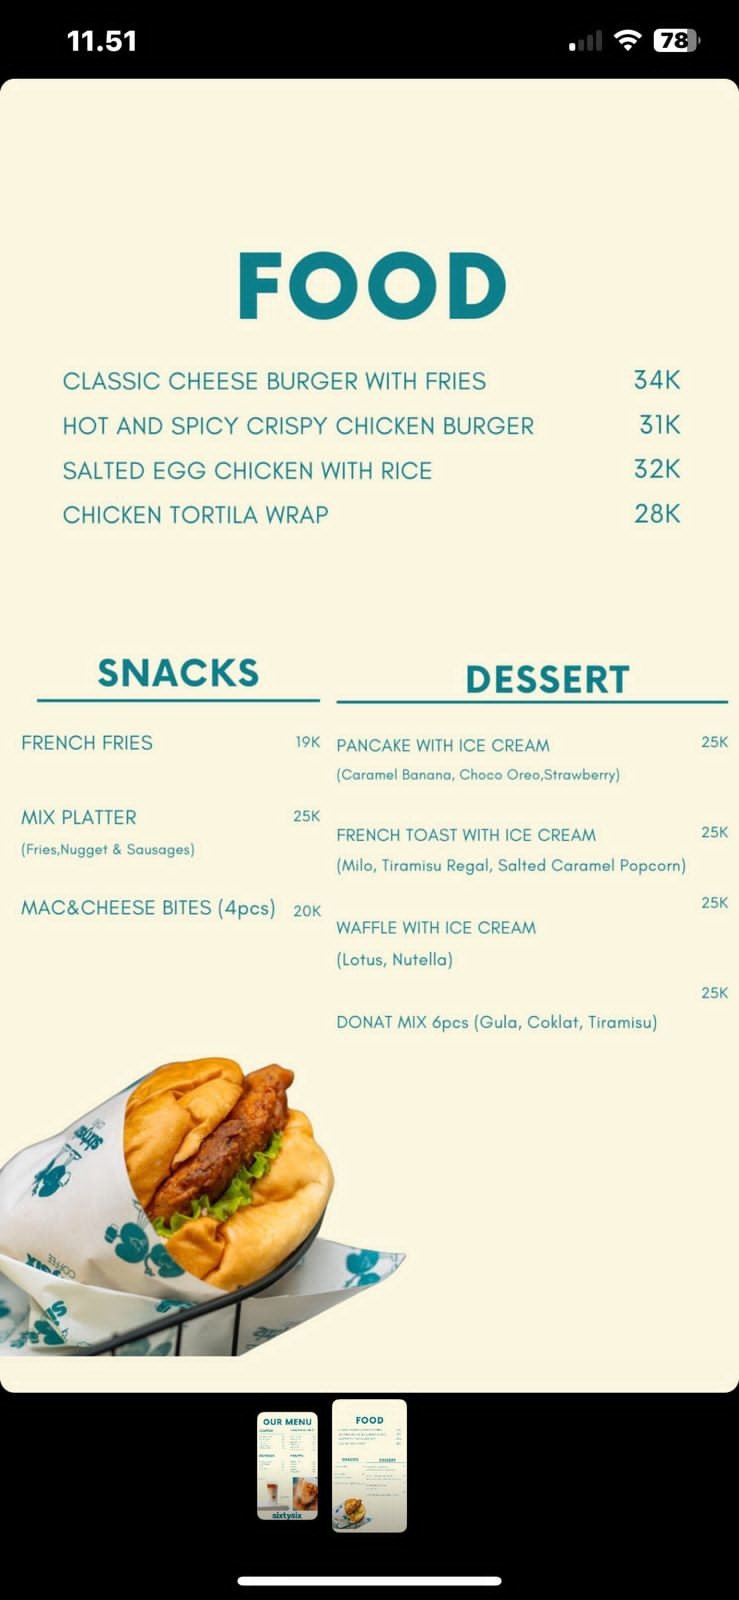 11.51
78
FOOD
CLASSIC CHEESE BURGER WITH FRIES 34K
HOT AND SPICY CRISPY CHICKEN BURGER 31K
SALTED EGG CHICKEN WITH RICE 32K
CHICKEN TORTILA WRAP 28K
SNACKS
FRENCH FRIES 19K
MIX PLATTER 25K
(Fries,Nugget & Sausages)
MAC&CHEESE BITES (4pcs) 20K
DESSERT
PANCAKE WITH ICE CREAM 25K
(Caramel Banana, Choco Oreo,Strawberry)
FRENCH TOAST WITH ICE CREAM 25K
(Milo, Tiramisu Regal, Salted Caramel Popcorn)
25K
WAFFLE WITH ICE CREAM
(Lotus, Nutella)
25K
DONAT MIX 6pcs (Gula, Coklat, Tiramisu)
OUR MENU
sixtysix
FOOD
SNACKS
DESSERT